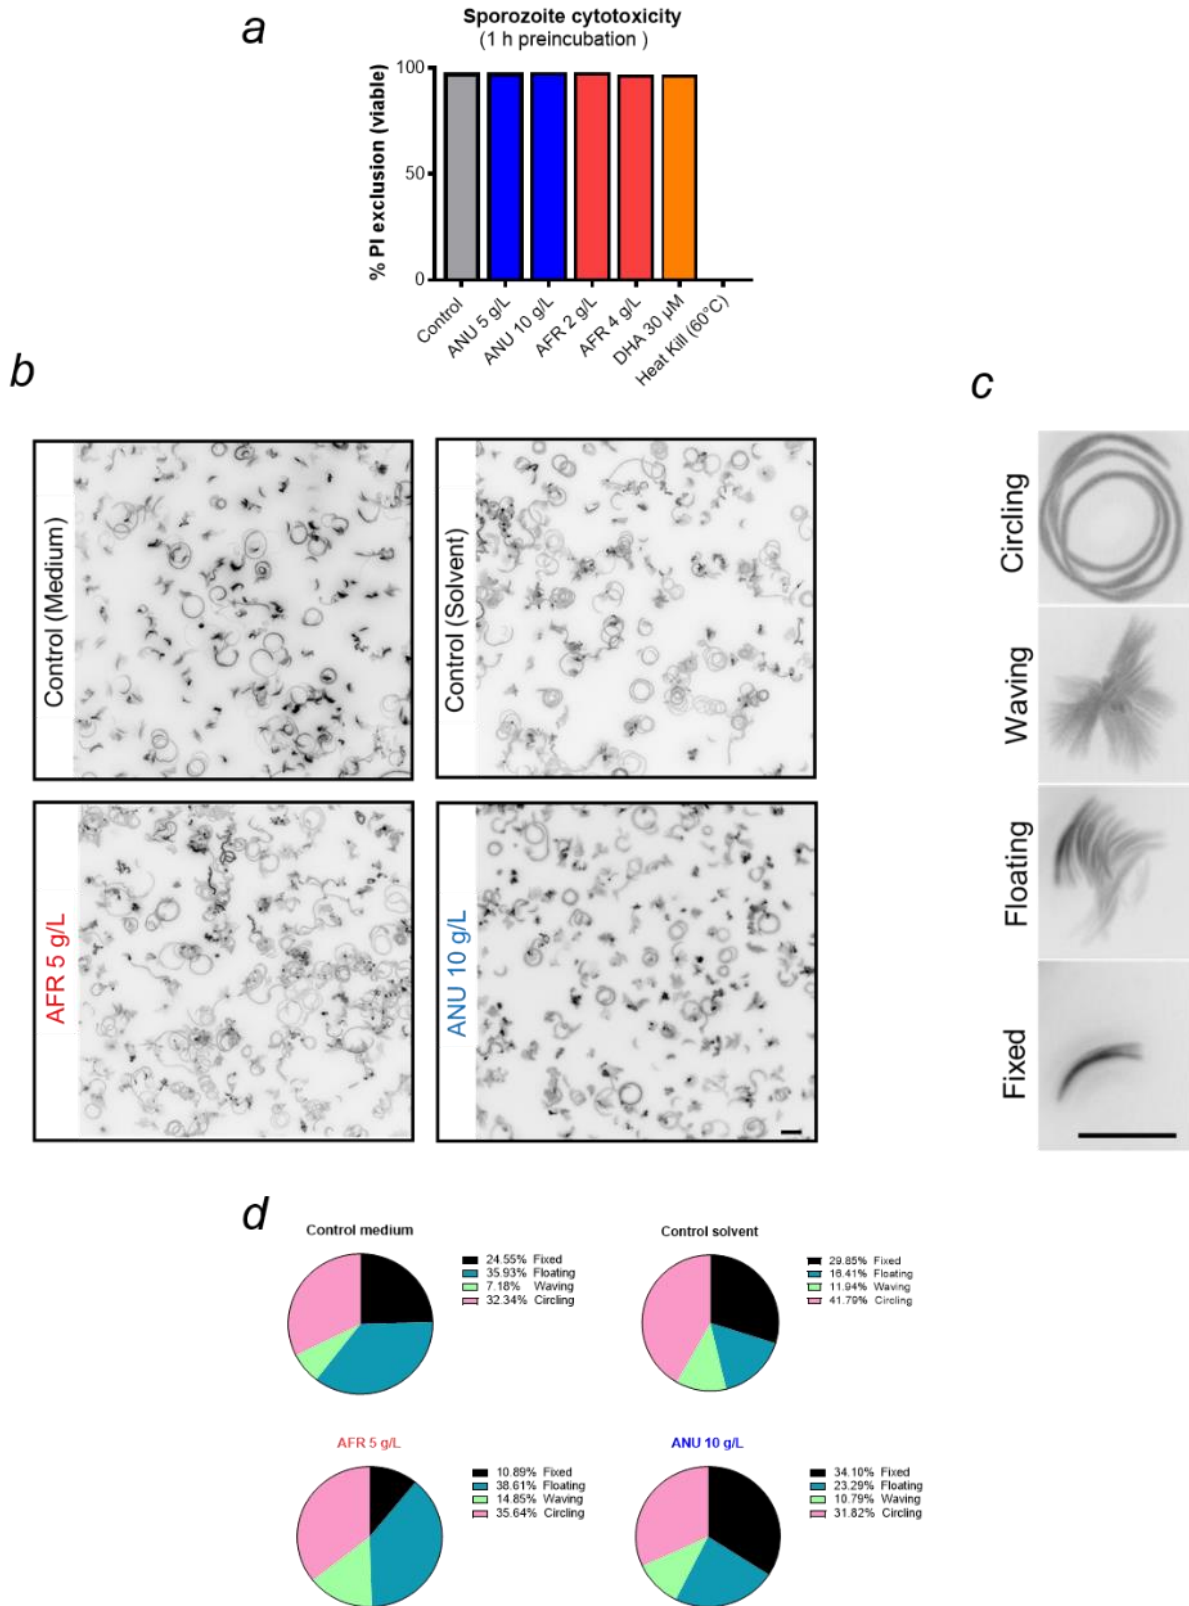 a
Sporozoite cytotoxicity
(1 h preincubation )
% PI exclusion (viable)
100
50
0
Control
ANU 5 g/L
ANU 10 g/L
AFR 2 g/L
AFR 4 g/L
DHA 30 µM
Heat Kill (60°C)
b
Control (Medium)
Control (Solvent)
AFR 5 g/L
ANU 10 g/L
c
Circling
Waving
Floating
Fixed
d
Control medium
24.55% Fixed
35.93% Floating
7.18% Waving
32.34% Circling
Control solvent
29.85% Fixed
16.41% Floating
11.94% Waving
41.79% Circling
AFR 5 g/L
10.89% Fixed
38.61% Floating
14.85% Waving
35.64% Circling
ANU 10 g/L
34.10% Fixed
23.29% Floating
10.79% Waving
31.82% Circling